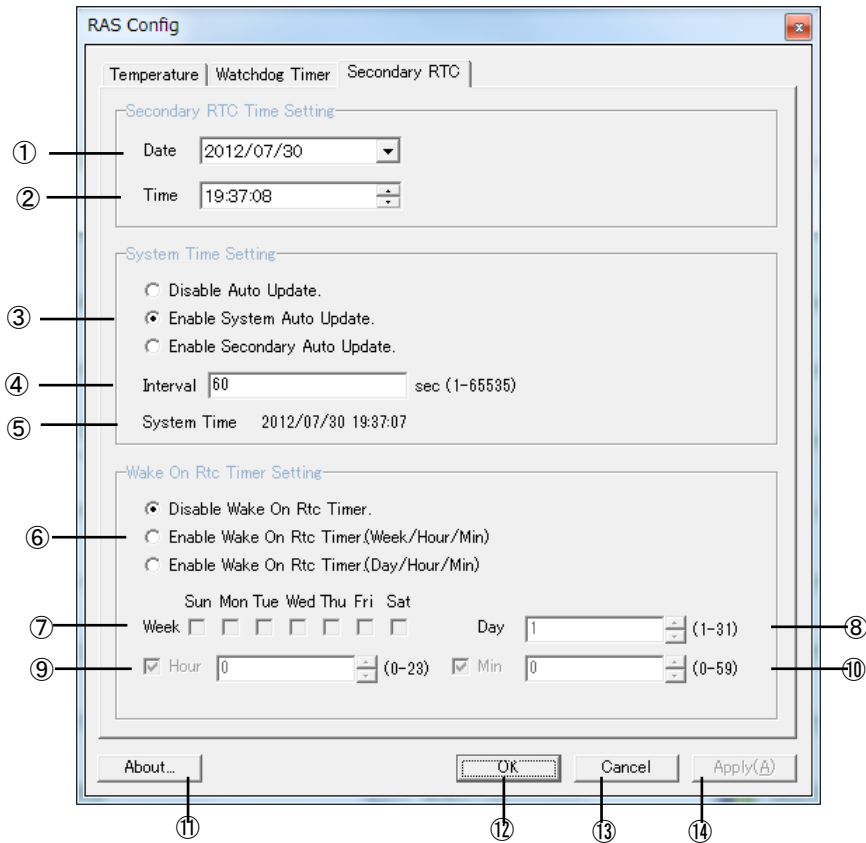 RAS Config
Temperature Watchdog Timer Secondary RTC
Secondary RTC Time Setting
① Date 2012/07/30
② Time 19:37:08
System Time Setting
Disable Auto Update.
③ Enable System Auto Update.
Enable Secondary Auto Update.
④ Interval 60 sec (1-65535)
⑤ System Time 2012/07/30 19:37:07
Wake On Rtc Timer Setting
Disable Wake On Rtc Timer.
⑥ Enable Wake On Rtc Timer.(Week/Hour/Min)
Enable Wake On Rtc Timer.(Day/Hour/Min)
Sun Mon Tue Wed Thu Fri Sat
⑦ Week Day 1 (1-31) ⑧
⑨ Hour 0 (0-23) Min 0 (0-59) ⑩
About... OK Cancel Apply(A)
⑪ ⑫ ⑬ ⑭